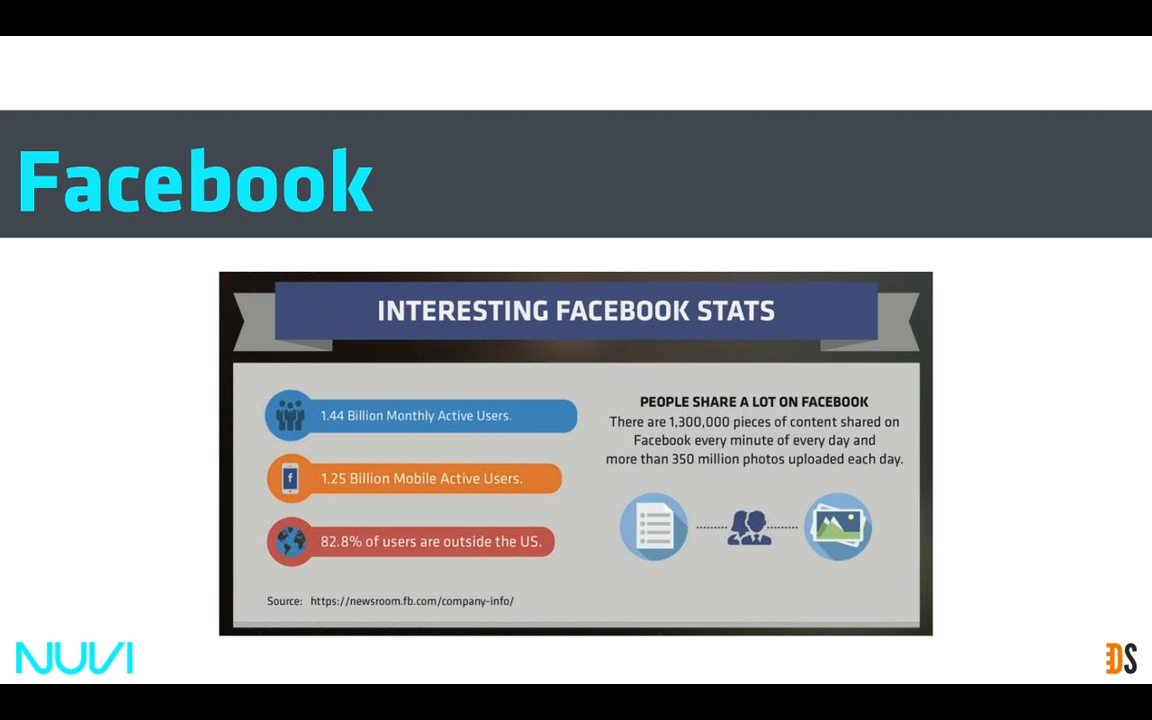 Facebook
INTERESTING FACEBOOK STATS
1.44 Billion Monthly Active Users.
1.25 Billion Mobile Active Users.
82.8% of users are outside the US.
PEOPLE SHARE A LOT ON FACEBOOK
There are 1,300,000 pieces of content shared on
Facebook every minute of every day and
more than 350 million photos uploaded each day.
f
Source: https://newsroom.fb.com/company-info/
NUVI
DS